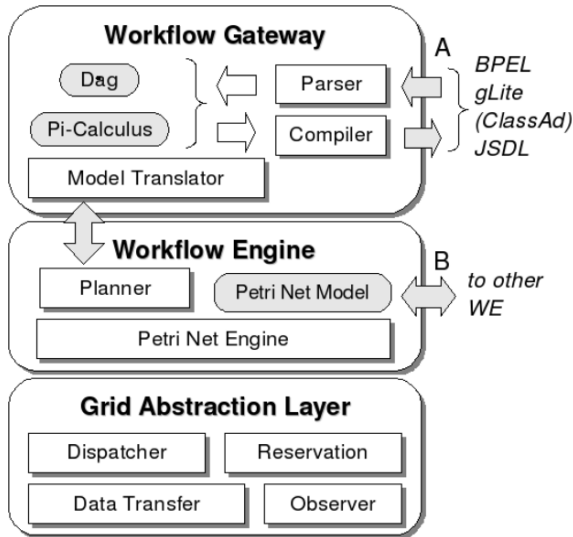 Workflow Gateway
A
Dag
Parser
BPEL
gLite
Pi-Calculus
Compiler
(ClassAd)
JSDL
Model Translator
Workflow Engine
B
Planner
Petri Net Model
to other
WE
Petri Net Engine
Grid Abstraction Layer
Dispatcher
Reservation
Data Transfer
Observer